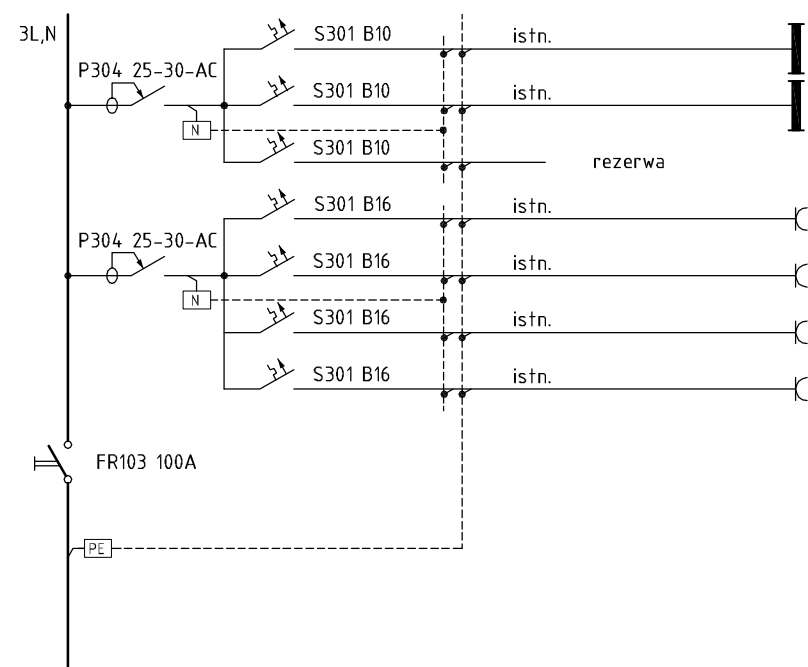 3L,N
S301 B10
istn.
P304 25-30-AC
S301 B10
istn.
N
S301 B10
rezerwa
S301 B16
istn.
P304 25-30-AC
S301 B16
istn.
N
S301 B16
istn.
S301 B16
istn.
FR103 100A
PE